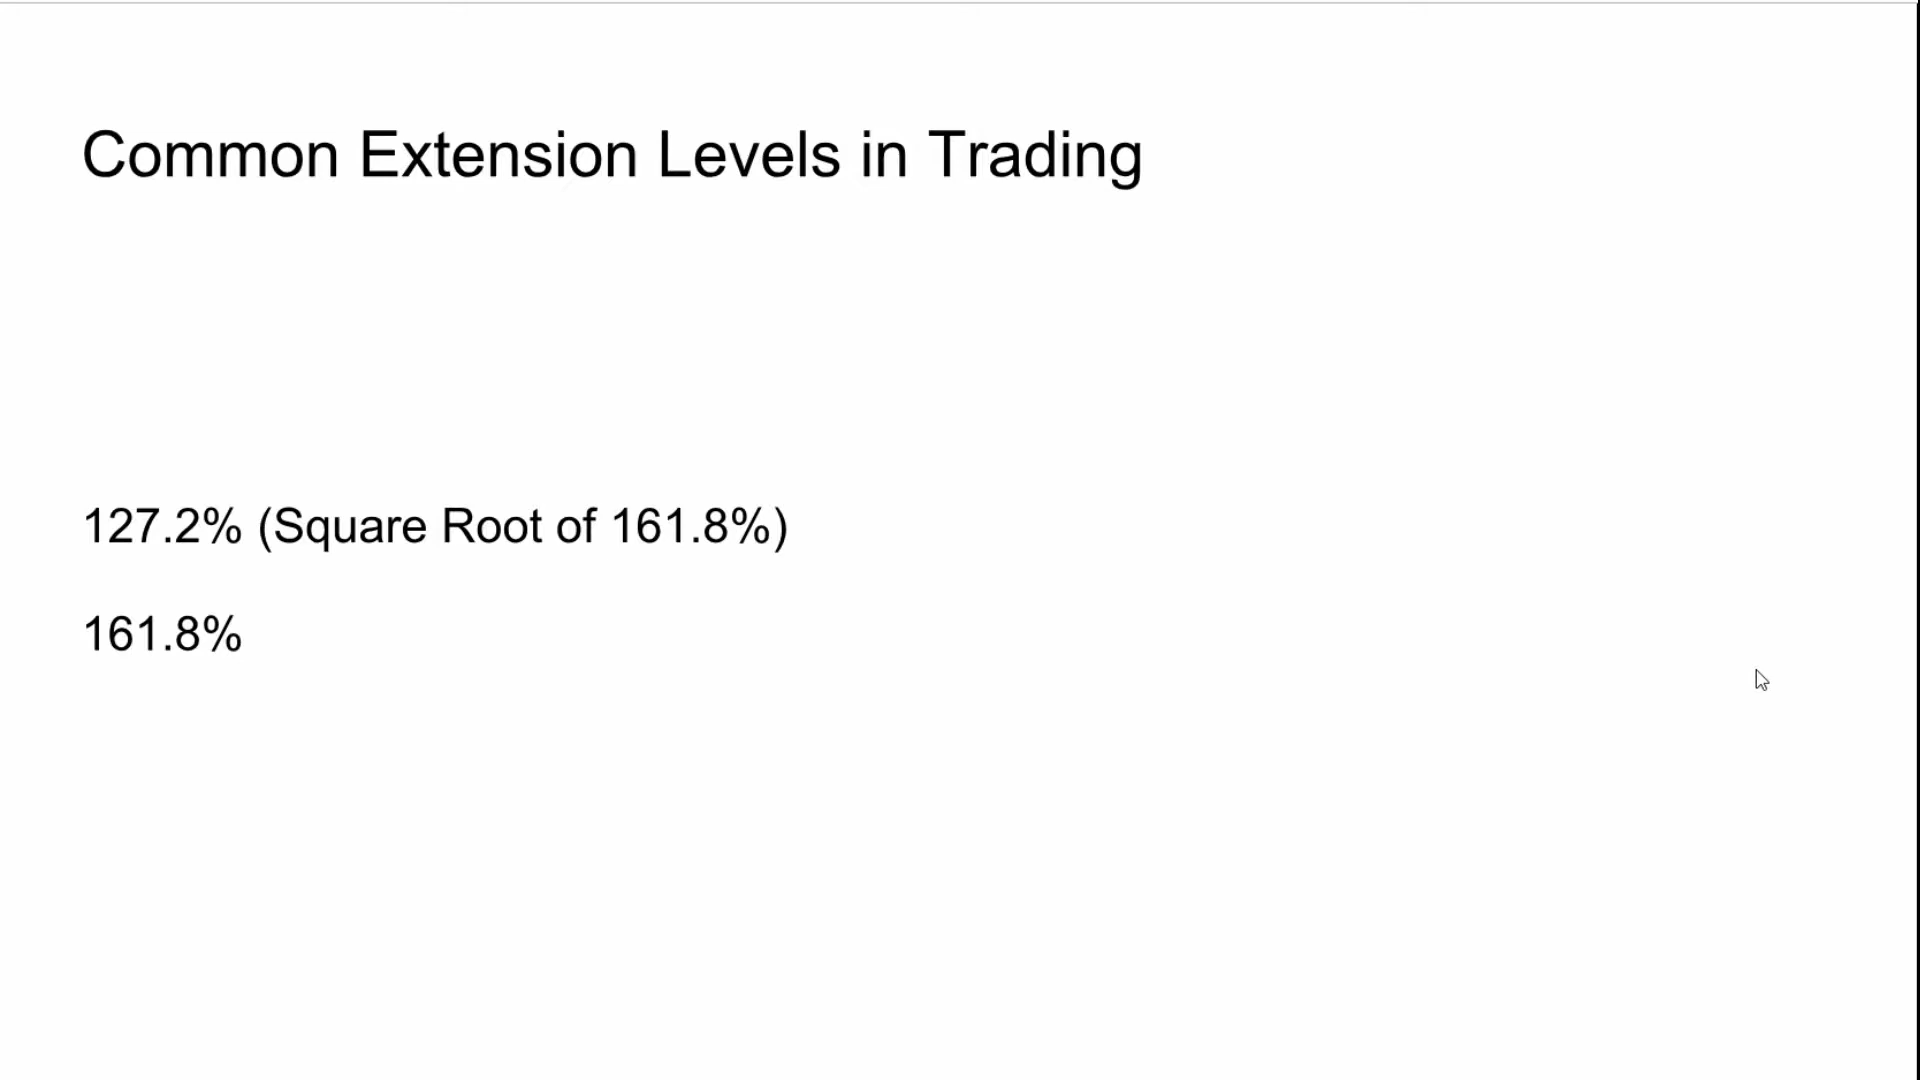 Common Extension Levels in Trading
127.2% (Square Root of 161.8%)
161.8%